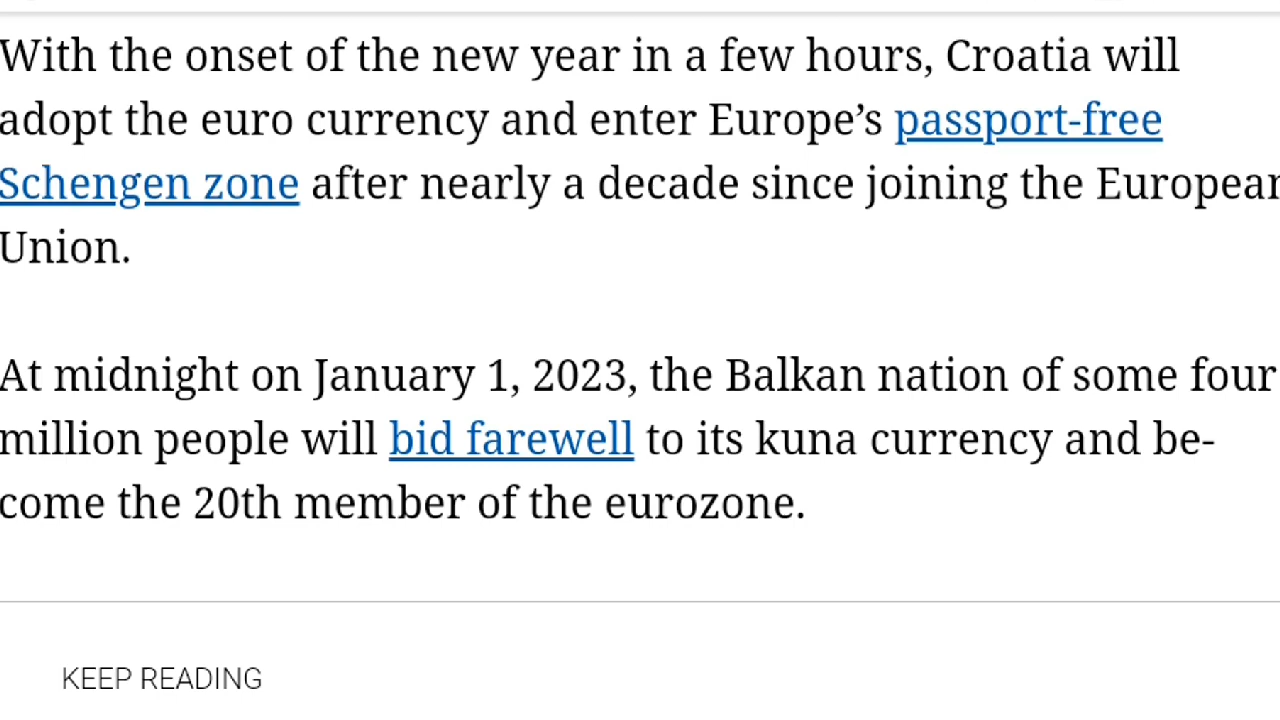 With the onset of the new year in a few hours, Croatia will
adopt the euro currency and enter Europe’s passport-free
Schengen zone after nearly a decade since joining the European
Union.
At midnight on January 1, 2023, the Balkan nation of some four
million people will bid farewell to its kuna currency and be-
come the 20th member of the eurozone.
KEEP READING